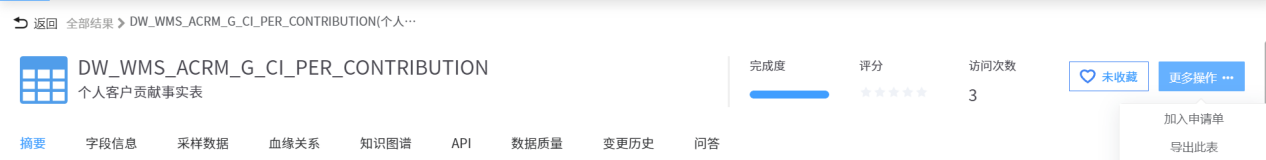 返回 全部结果 DW_WMS_ACRM_G_CI_PER_CONTRIBUTION(个人···
DW_WMS_ACRM_G_CI_PER_CONTRIBUTION
个人客户贡献事实表
完成度 评分 访问次数
3
未收藏 更多操作 ···
加入申请单
导出此表
摘要 字段信息 采样数据 血缘关系 知识图谱 API 数据质量 变更历史 问答